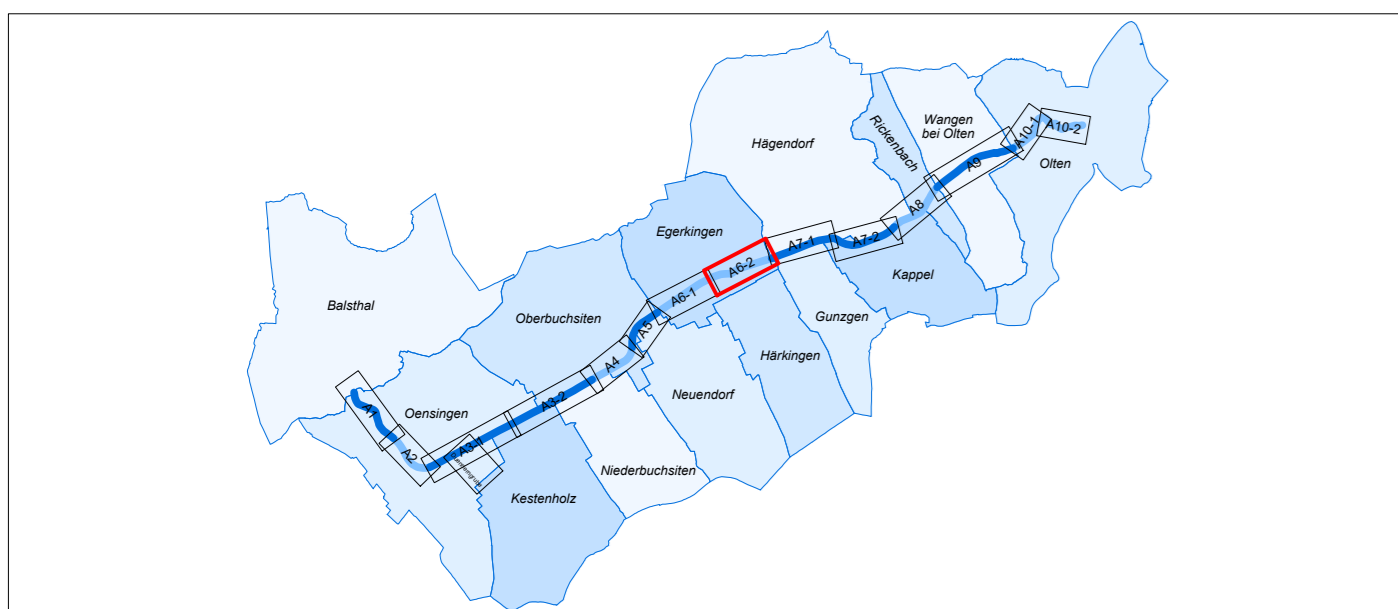 Hägendorf
Rickenbach
Wangen
bei Olten
A10-1
A10-2
Olten
A9
A8
Egerkingen
A7-1
A7-2
A6-2
Kappel
A6-1
Balsthal
Oberbuchsiten
A5
Gunzgen
Härkingen
A4
Neuendorf
A3-2
Oensingen
A1
A2
A3-1
Niederbuchsiten
Kestenholz